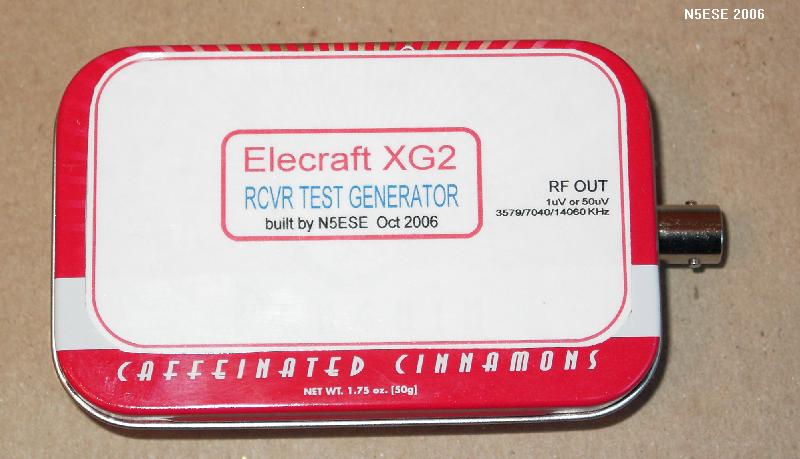 N5ESE 2006
Elecraft XG2
RCVR TEST GENERATOR
built by N5ESE Oct 2006
RF OUT
1uV or 50uV
3579/7040/14060 KHz
CAFFEINATED CINNAMONS
NET WT. 1.75 oz. [50g]